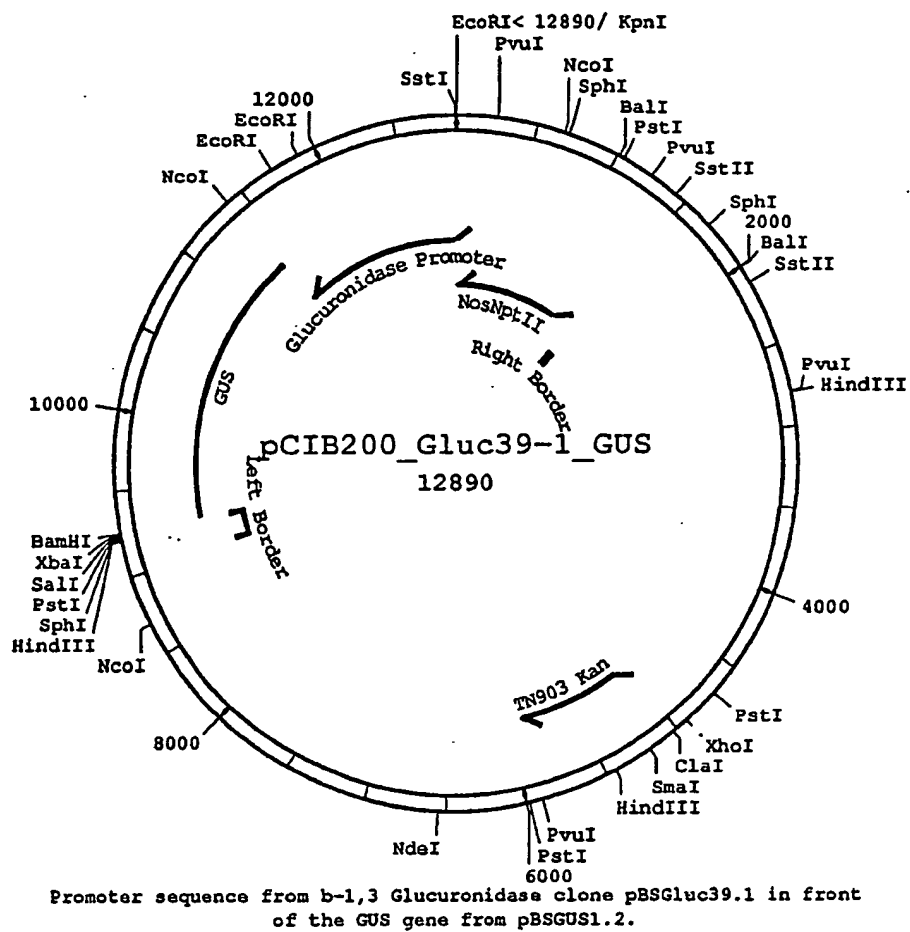 EcoRI< 12890/ KpnI
PvuI
SstI
NcoI
SphI
12000
BalI
EcoRI
PstI
EcoRI
PvuI
NcoI
SstII
SphI
2000
BalI
SstII
Glucuronidase Promoter
NosNptII
Right Border
GUS
PvuI
HindIII
10000
pCIB200_Gluc39-1_GUS
12890
Left Border
BamHI
XbaI
SalI
PstI
SphI
HindIII
NcoI
4000
TN903 Kan
PstI
XhoI
ClaI
SmaI
HindIII
8000
PvuI
NdeI
PstI
6000
Promoter sequence from b-1,3 Glucuronidase clone pBSGluc39.1 in front
of the GUS gene from pBSGUS1.2.